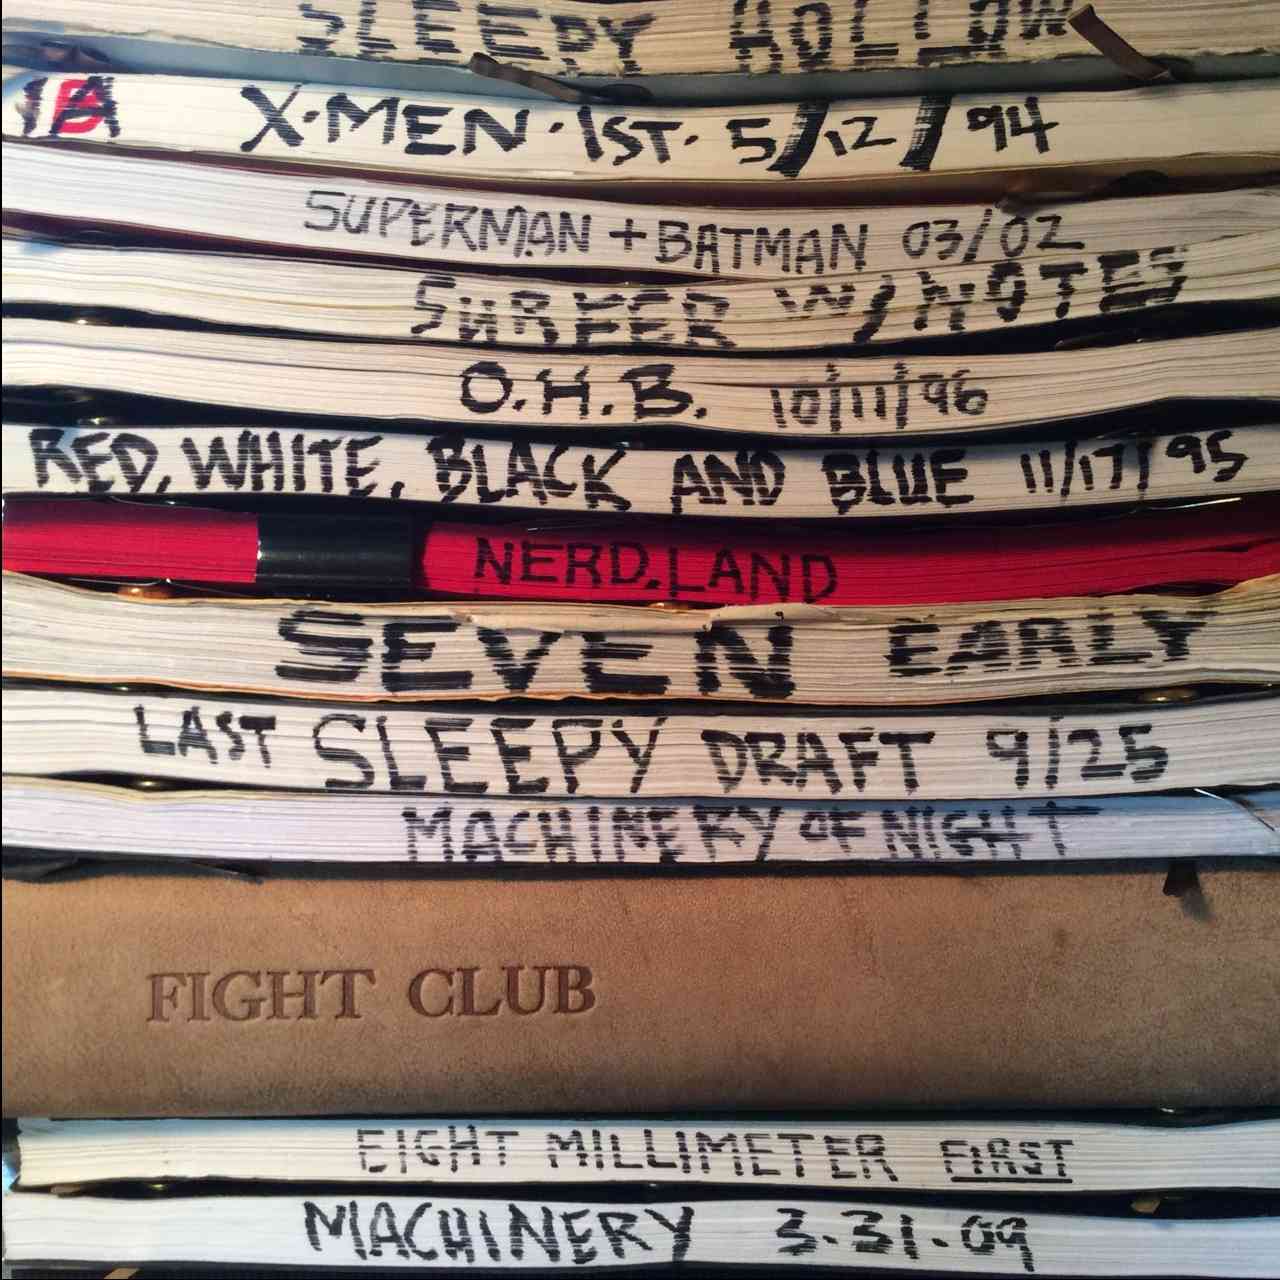 SLEEPY HOLLOW
X·MEN·1ST· 5/12/94
SUPERMAN + BATMAN 03/02
SURFER W/NOTES
O.H.B. 10/11/96
RED, WHITE, BLACK AND BLUE 11/17/95
NERD.LAND
SEVEN EARLY
LAST SLEEPY DRAFT 9/25
MACHINERY OF NIGHT
FIGHT CLUB
EIGHT MILLIMETER FIRST
MACHINERY 3.31.09